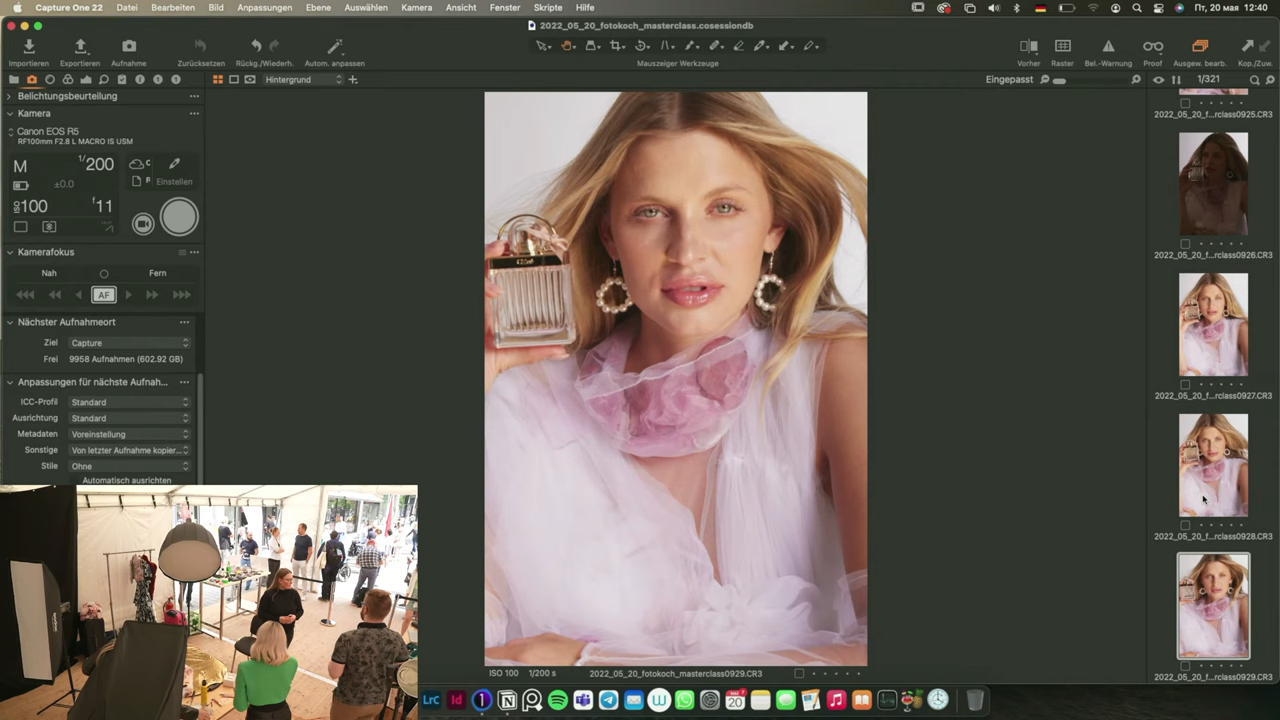 Capture One 22 Datei Bearbeiten Bild Anpassungen Ebene Auswählen Kamera Ansicht Fenster Skripte Hilfe Пт, 20 мая 12:40
2022_05_20_fotokoch_masterclass.cosessiondb
Importieren Exportieren Aufnahme Zurücksetzen Rückg./Wiederh. Autom. anpassen Mauszeiger Werkzeuge Vorher Raster Bel.-Warnung Proof Ausgew. bearb. Kop./Zuw.
Hintergrund Eingepasst 1/321
Belichtungsbeurteilung
Kamera
Canon EOS R5
RF100mm F2.8 L MACRO IS USM
M 1/200
±0.0
Einstellen
ISO 100 f 11
Kamerafokus
Nah Fern
AF
Nächster Aufnahmeort
Ziel Capture
Frei 9958 Aufnahmen (602.92 GB)
Anpassungen für nächste Aufnah...
ICC-Profil Standard
Ausrichtung Standard
Metadaten Voreinstellung
Sonstige Von letzter Aufnahme kopier...
Stile Ohne
Automatisch ausrichten
ISO 100 1/200 s 2022_05_20_fotokoch_masterclass0929.CR3
2022_05_20_f...rclass0925.CR3
2022_05_20_f...rclass0926.CR3
2022_05_20_f...rclass0927.CR3
2022_05_20_f...rclass0928.CR3
2022_05_20_f...rclass0929.CR3
Lrc Id 1 20